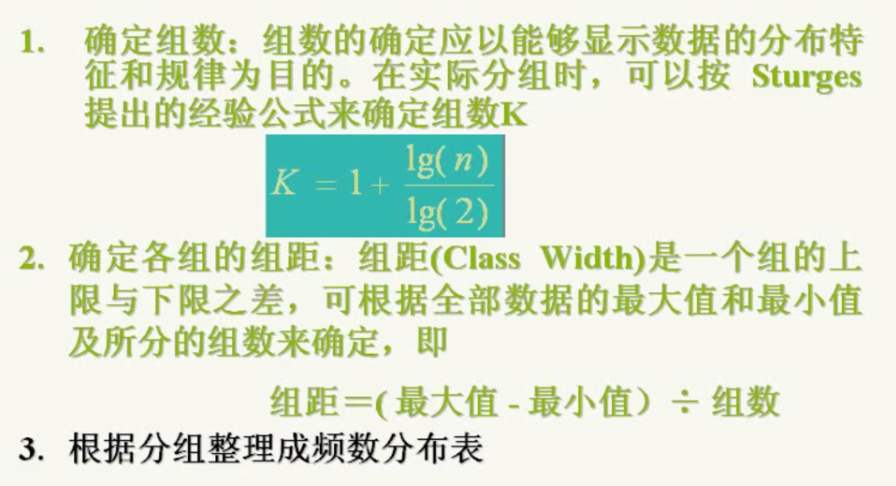 1. 确定组数：组数的确定应以能够显示数据的分布特
征和规律为目的。在实际分组时，可以按 Sturges
提出的经验公式来确定组数K
K = 1 + lg(n) / lg(2)
2. 确定各组的组距：组距(Class Width)是一个组的上
限与下限之差，可根据全部数据的最大值和最小值
及所分的组数来确定，即
组距＝( 最大值 - 最小值）÷ 组数
3. 根据分组整理成频数分布表